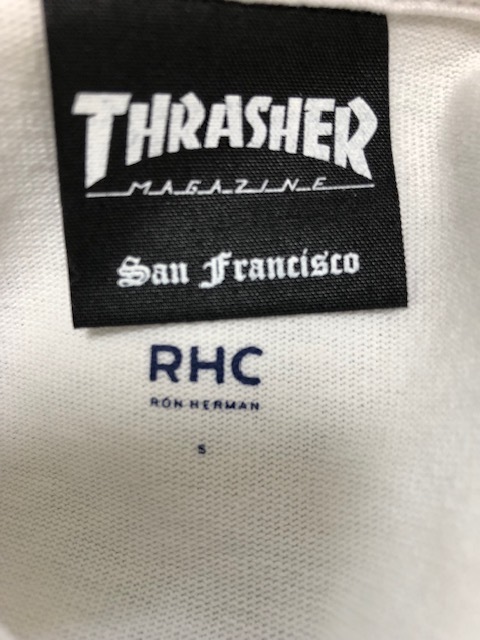 THRASHER
MAGAZINE
San Francisco
RHC
RON HERMAN
S